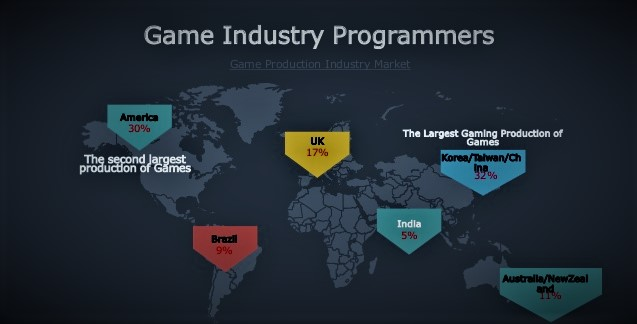 Game Industry Programmers
Game Production Industry Market
America
30%
The second largest
production of Games
UK
17%
The Largest Gaming Production of
Games
Korea/Taiwan/Ch
ina
32%
Brazil
9%
India
5%
Australia/NewZeal
and
11%